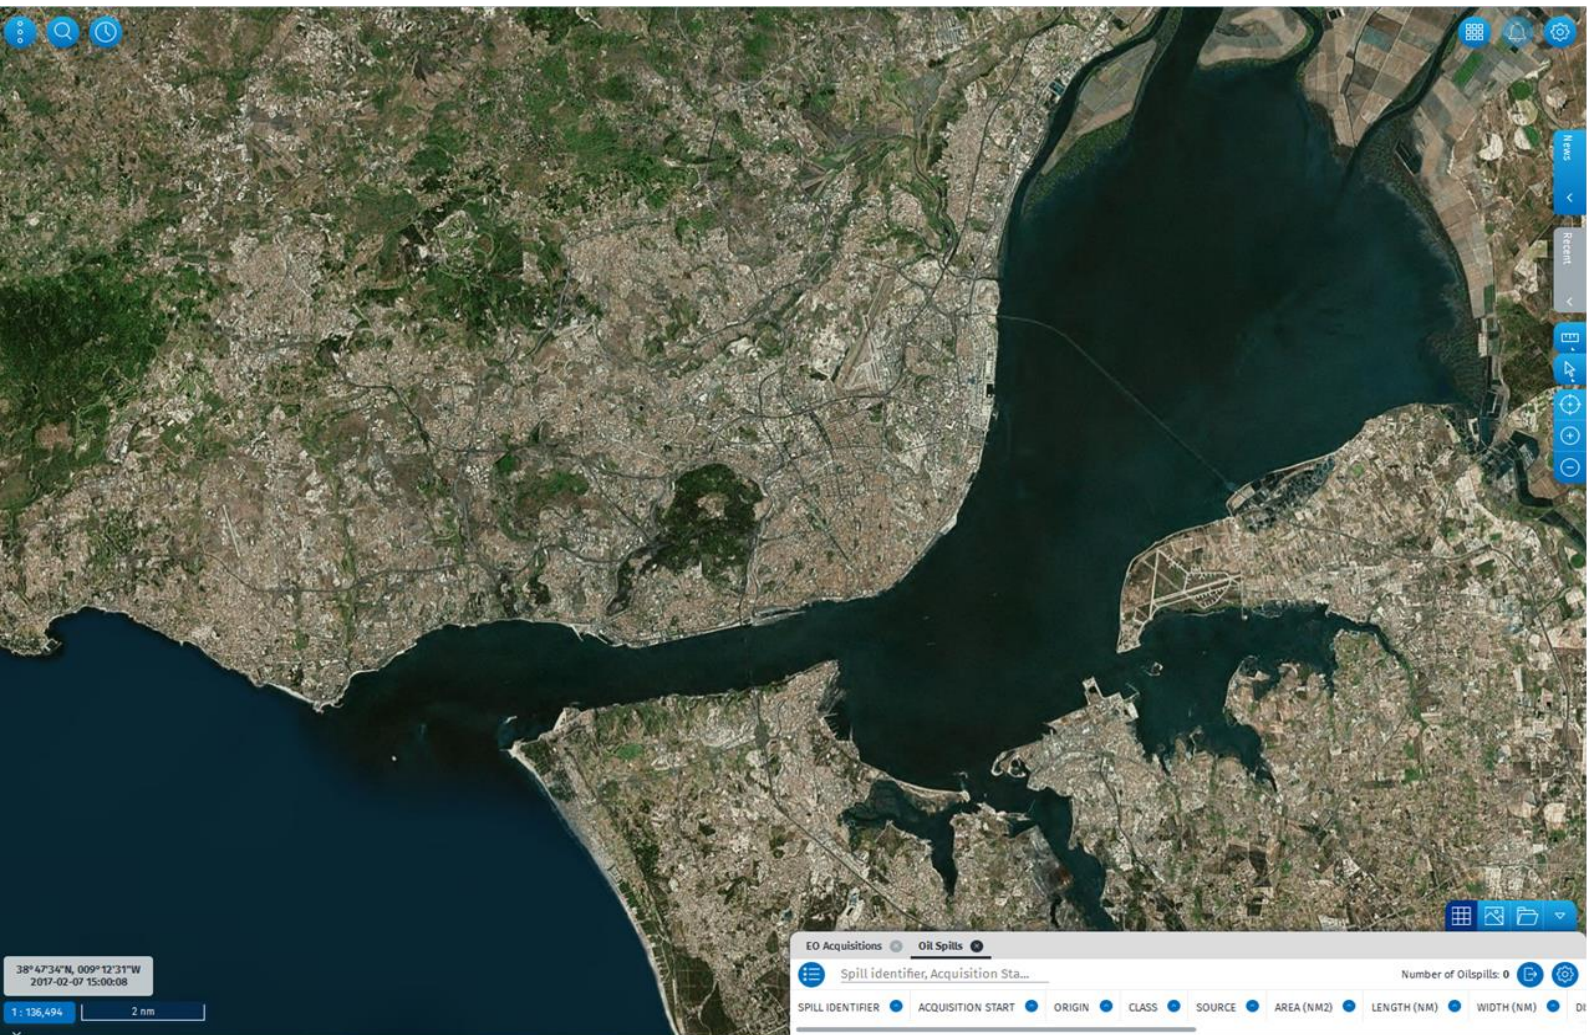 News
Recent
EO Acquisitions
Oil Spills
38°47'34"N, 009°12'31"W
2017-02-07 15:00:08
Spill identifier, Acquisition Sta...
Number of Oilspills: 0
1 : 136,494
2 nm
SPILL IDENTIFIER
ACQUISITION START
ORIGIN
CLASS
SOURCE
AREA (NM2)
LENGTH (NM)
WIDTH (NM)